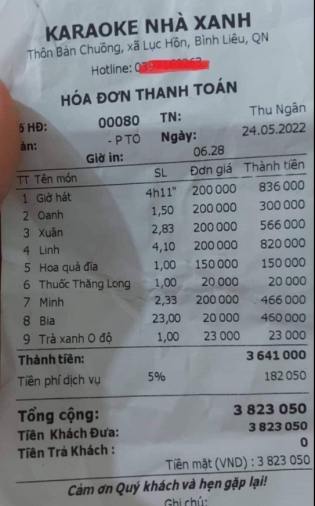 KARAOKE NHÀ XANH
Thôn Bản Chuồng, xã Lục Hồn, Bình Liêu, QN
Hotline:
HÓA ĐƠN THANH TOÁN
HĐ: 00080 TN: Thu Ngân
- PTO Ngày: 24.05.2022
Giờ in: 06.28
TT Tên món SL Đơn giá Thành tiền
1 Giờ hát 4h11" 200 000 836 000
2 Oanh 1,50 200 000 300 000
3 Xuân 2,83 200 000 566 000
4 Linh 4,10 200 000 820 000
5 Hoa quả đĩa 1,00 150 000 150 000
6 Thuốc Thăng Long 1,00 20 000 20 000
7 Minh 2,33 200 000 466 000
8 Bia 23,00 20 000 460 000
9 Trà xanh O độ 1,00 23 000 23 000
Thành tiền: 3 641 000
Tiền phí dịch vụ 5% 182 050
Tổng cộng: 3 823 050
Tiền Khách Đưa: 3 823 050
Tiền Trả Khách : 0
Tiền mặt (VND) : 3 823 050
Cảm ơn Quý khách và hẹn gặp lại!
Ghi chú: